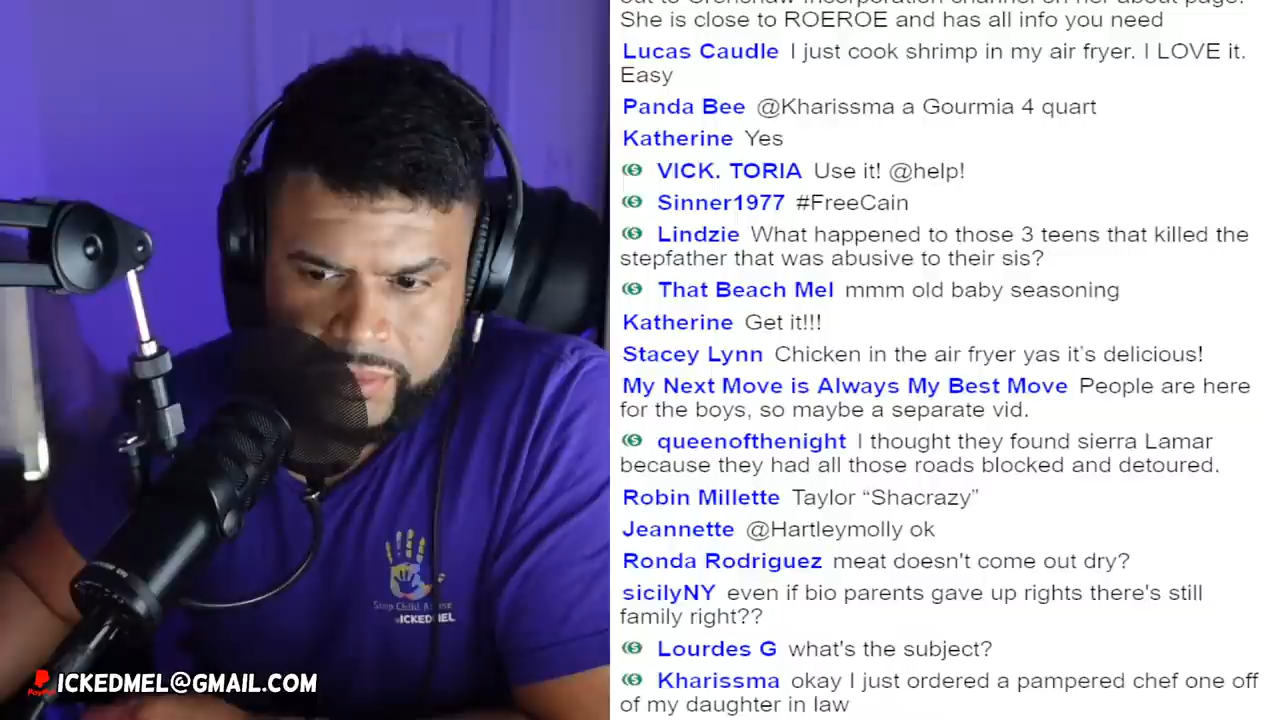 She is close to ROEROE and has all info you need
Lucas Caudle I just cook shrimp in my air fryer. I LOVE it.
Easy
Panda Bee @Kharissma a Gourmia 4 quart
Katherine Yes
VICK. TORIA Use it! @help!
Sinner1977 #FreeCain
Lindzie What happened to those 3 teens that killed the
stepfather that was abusive to their sis?
That Beach Mel mmm old baby seasoning
Katherine Get it!!!
Stacey Lynn Chicken in the air fryer yas it's delicious!
My Next Move is Always My Best Move People are here
for the boys, so maybe a separate vid.
queenofthenight I thought they found sierra Lamar
because they had all those roads blocked and detoured.
Robin Millette Taylor “Shacrazy”
Jeannette @Hartleymolly ok
Ronda Rodriguez meat doesn't come out dry?
sicilyNY even if bio parents gave up rights there's still
family right??
Lourdes G what's the subject?
Kharissma okay I just ordered a pampered chef one off
of my daughter in law
Stop Child
ICKEDMEL@GMAIL.COM